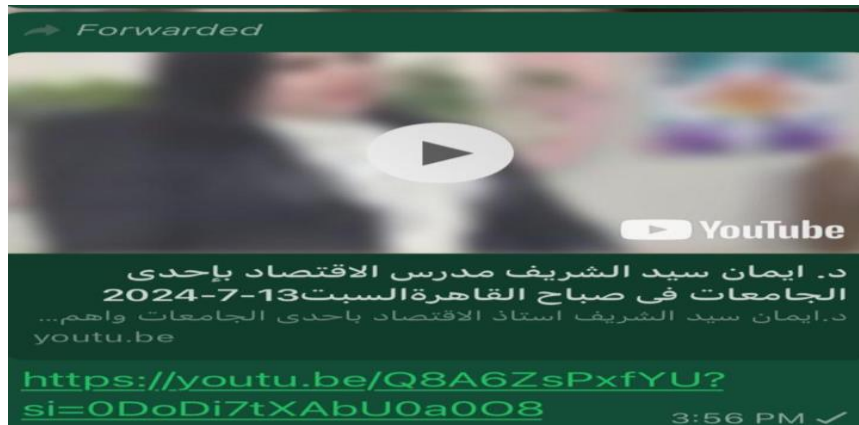 Forwarded
YouTube
د. ايمان سيد الشريف مدرس الاقتصاد بإحدى
الجامعات فى صباح القاهرةالسبت13-7-2024
د.ايمان سيد الشريف استاذ الاقتصاد باحدى الجامعات واهم...
youtu.be
https://youtu.be/Q8A6ZsPxfYU?
si=0DoDi7tXAbU0a0O8
3:56 PM